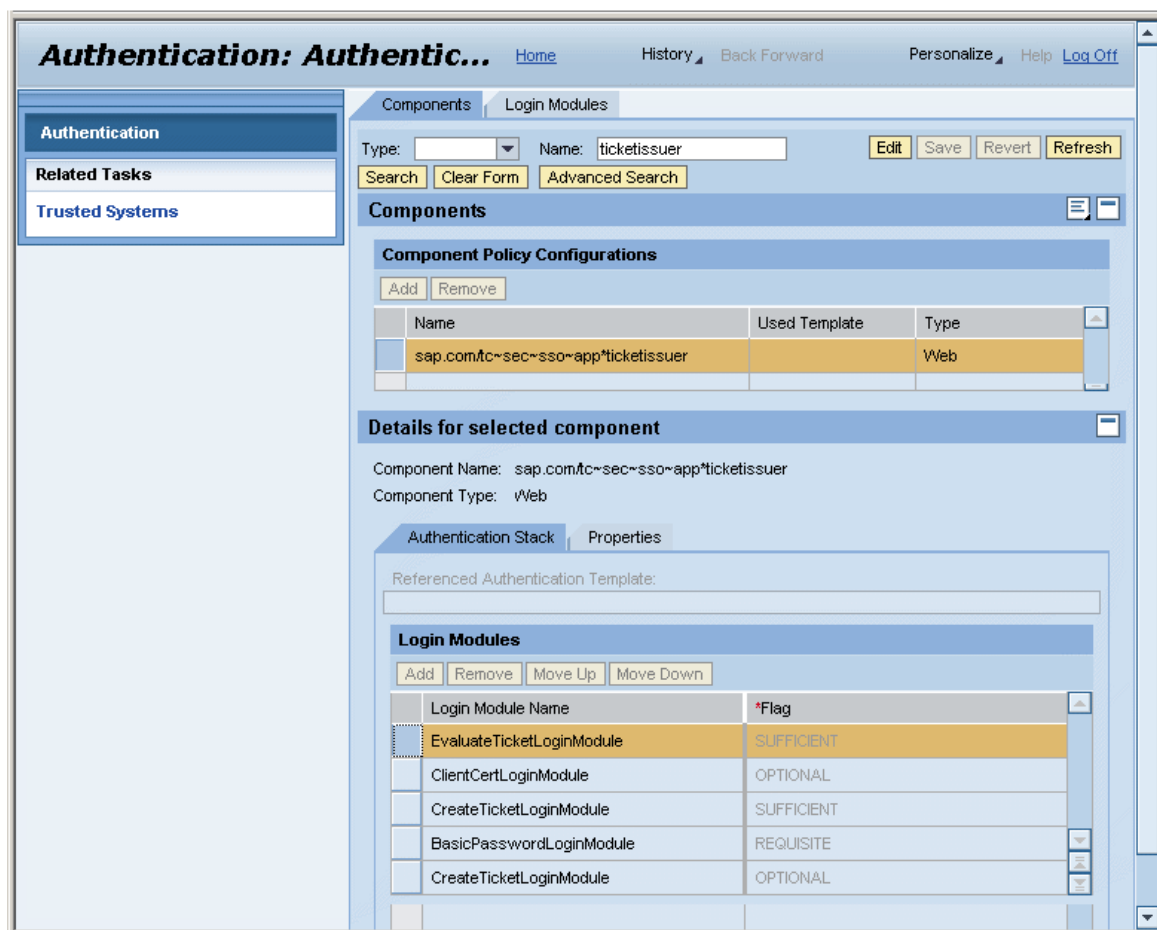 Authentication: Authentic... Home History Back Forward Personalize Help Log Off
Components Login Modules
Authentication
Type: Name: ticketissuer Edit Save Revert Refresh
Related Tasks
Search Clear Form Advanced Search
Trusted Systems
Components
Component Policy Configurations
Add Remove
Name Used Template Type
sap.com/tc~sec~sso~app*ticketissuer Web
Details for selected component
Component Name: sap.com/tc~sec~sso~app*ticketissuer
Component Type: Web
Authentication Stack Properties
Referenced Authentication Template:
Login Modules
Add Remove Move Up Move Down
Login Module Name *Flag
EvaluateTicketLoginModule SUFFICIENT
ClientCertLoginModule OPTIONAL
CreateTicketLoginModule SUFFICIENT
BasicPasswordLoginModule REQUISITE
CreateTicketLoginModule OPTIONAL